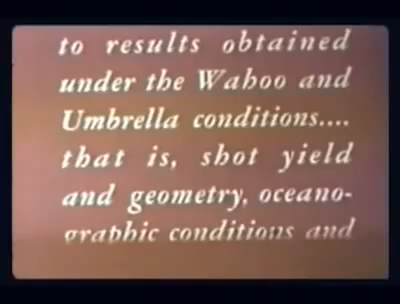 to results obtained
under the Wahoo and
Umbrella conditions....
that is, shot yield
and geometry, oceano-
graphic conditions and